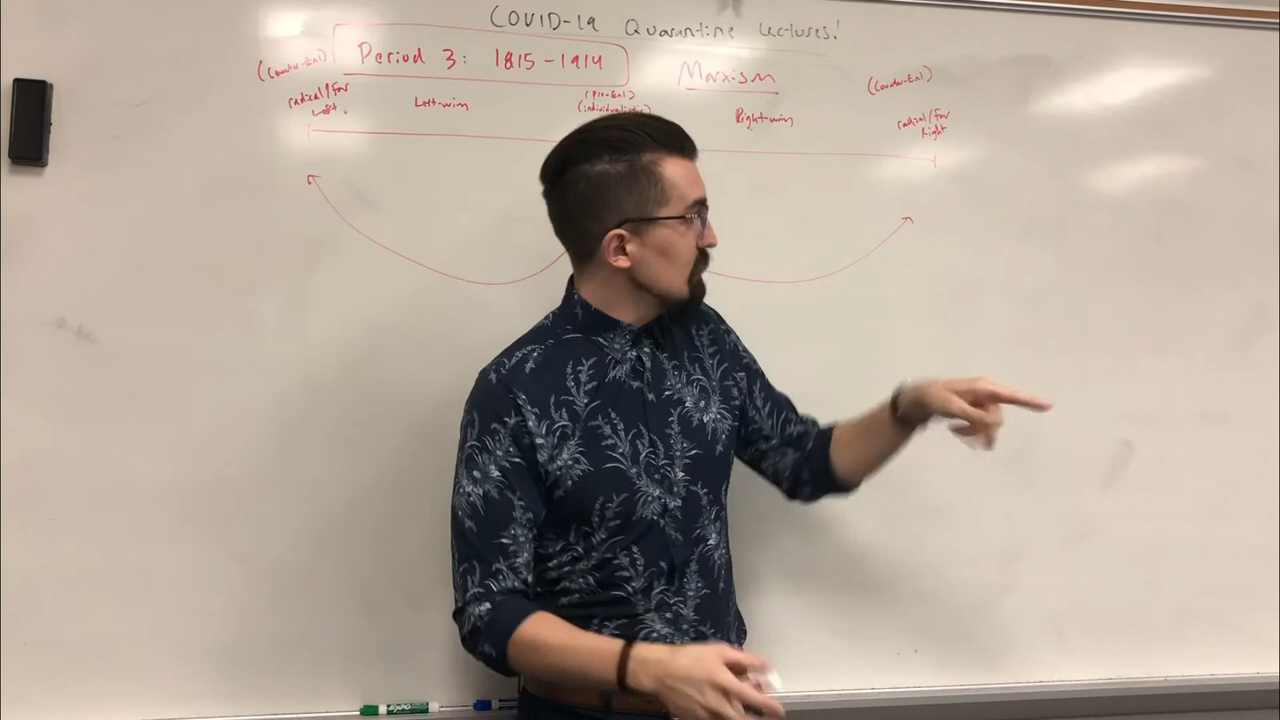 COVID-19 Quarantine Lectures!
Period 3: 1815-1914
Marxism
(Counter-Enl)
radical/far
Left
Left-wing
(pro-Enl)
(individualistic)
Right-wing
(Counter-Enl)
radical/far
Right
EXPO